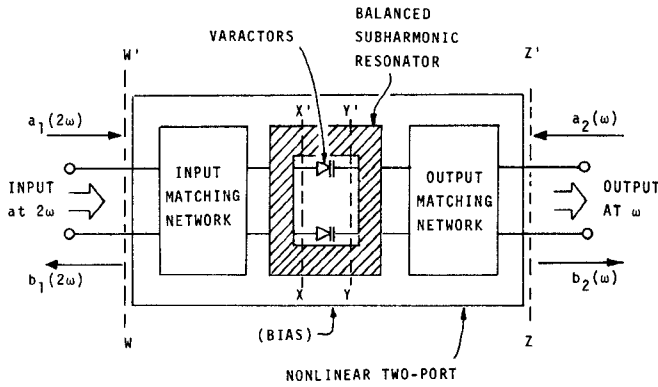 BALANCED
SUBHARMONIC
RESONATOR
VARACTORS
W'
Z'
a₁(2ω)
X'
Y'
a₂(ω)
INPUT
at 2ω
INPUT
MATCHING
NETWORK
OUTPUT
MATCHING
NETWORK
OUTPUT
AT ω
b₁(2ω)
X
Y
b₂(ω)
W
(BIAS)
Z
NONLINEAR TWO-PORT